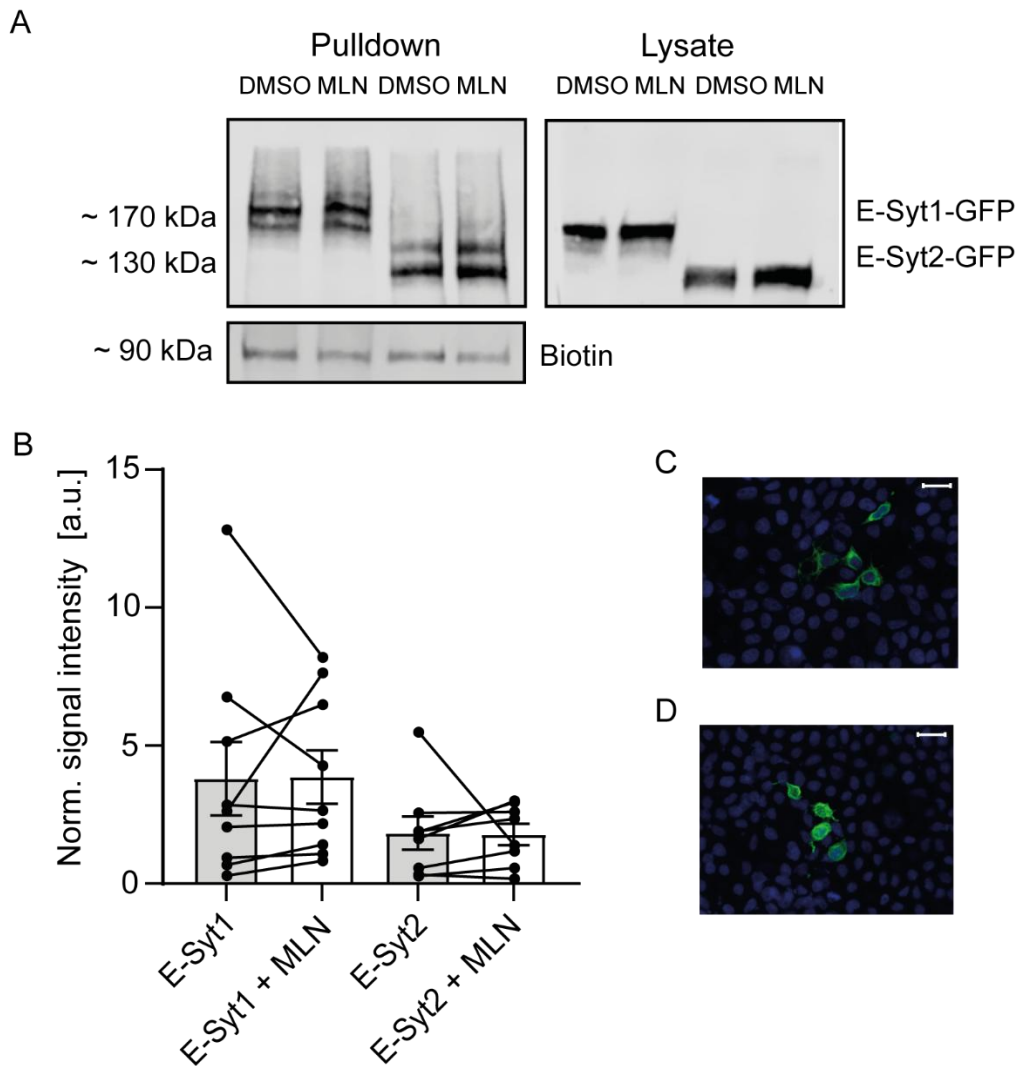 A
Pulldown
Lysate
DMSO MLN DMSO MLN
DMSO MLN DMSO MLN
~ 170 kDa
~ 130 kDa
E-Syt1-GFP
E-Syt2-GFP
~ 90 kDa
Biotin
B
Norm. signal intensity [a.u.]
15
10
5
0
E-Syt1
E-Syt1 + MLN
E-Syt2
E-Syt2 + MLN
C
D